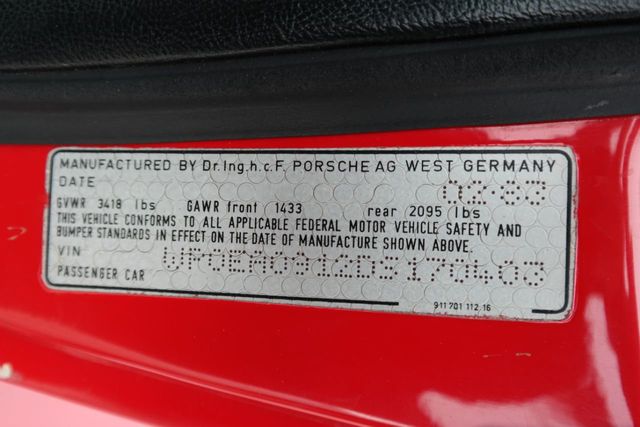 MANUFACTURED BY Dr.Ing.h.c.F. PORSCHE AG WEST GERMANY
DATE 02:83
GVWR 3418 lbs GAWR front 1433 rear 2095 lbs
THIS VEHICLE CONFORMS TO ALL APPLICABLE FEDERAL MOTOR VEHICLE SAFETY AND
BUMPER STANDARDS IN EFFECT ON THE DATE OF MANUFACTURE SHOWN ABOVE.
VIN WP0EA0912DS170403
PASSENGER CAR
911 701 112.16